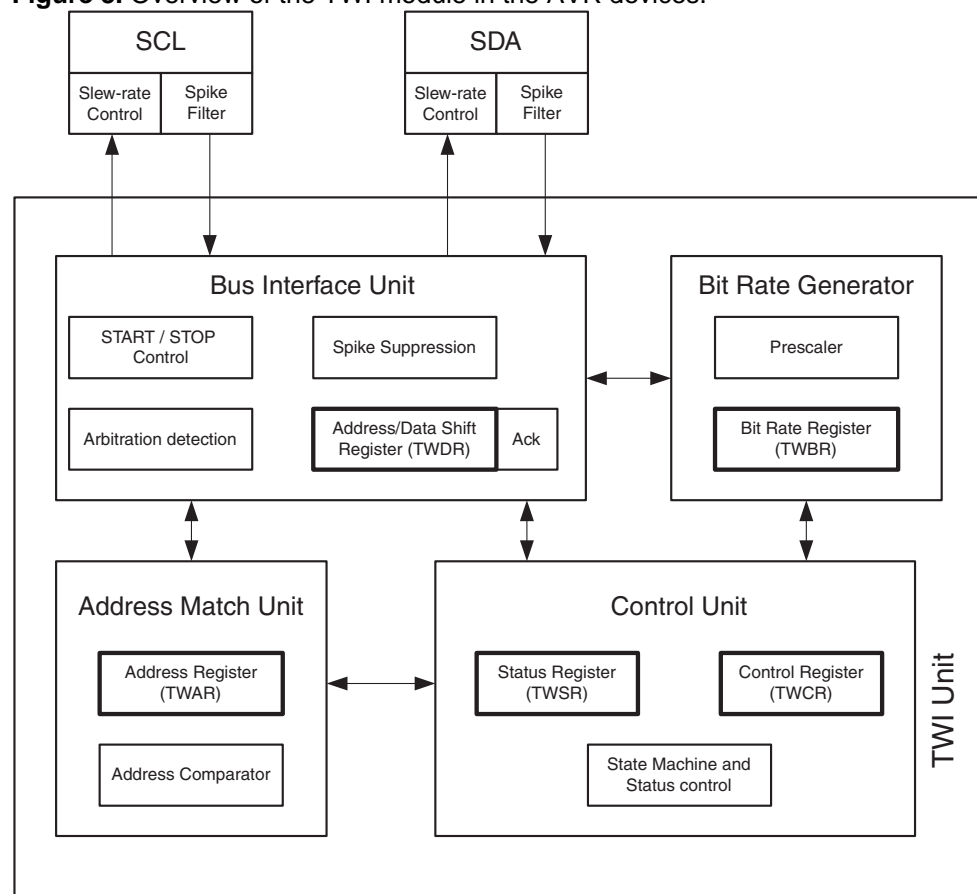 Figure 8. Overview of the TWI module in the AVR devices.
SCL
Slew-rate
Control
Spike
Filter
SDA
Slew-rate
Control
Spike
Filter
Bus Interface Unit
START / STOP
Control
Spike Suppression
Arbitration detection
Address/Data Shift
Register (TWDR)
Ack
Bit Rate Generator
Prescaler
Bit Rate Register
(TWBR)
Address Match Unit
Address Register
(TWAR)
Address Comparator
Control Unit
Status Register
(TWSR)
Control Register
(TWCR)
State Machine and
Status control
TWI Unit